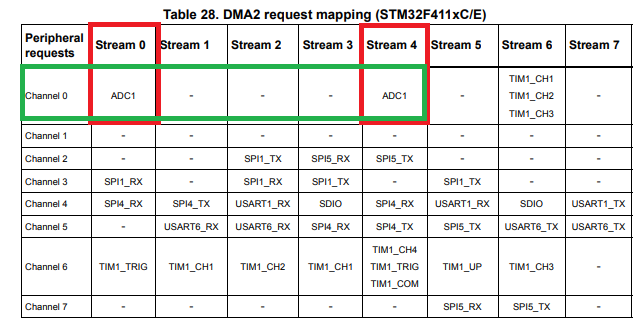 Table 28. DMA2 request mapping (STM32F411xC/E)
Peripheral requests Stream 0 Stream 1 Stream 2 Stream 3 Stream 4 Stream 5 Stream 6 Stream 7
Channel 0 ADC1 - - - ADC1 - TIM1_CH1 TIM1_CH2 TIM1_CH3 -
Channel 1 - - - - - - - -
Channel 2 - - SPI1_TX SPI5_RX SPI5_TX - - -
Channel 3 SPI1_RX - SPI1_RX SPI1_TX - SPI1_TX - -
Channel 4 SPI4_RX SPI4_TX USART1_RX SDIO SPI4_RX USART1_RX SDIO USART1_TX
Channel 5 - USART6_RX USART6_RX SPI4_RX SPI4_TX SPI5_TX USART6_TX USART6_TX
Channel 6 TIM1_TRIG TIM1_CH1 TIM1_CH2 TIM1_CH1 TIM1_CH4 TIM1_TRIG TIM1_COM TIM1_UP TIM1_CH3 -
Channel 7 - - - - - SPI5_RX SPI5_TX -